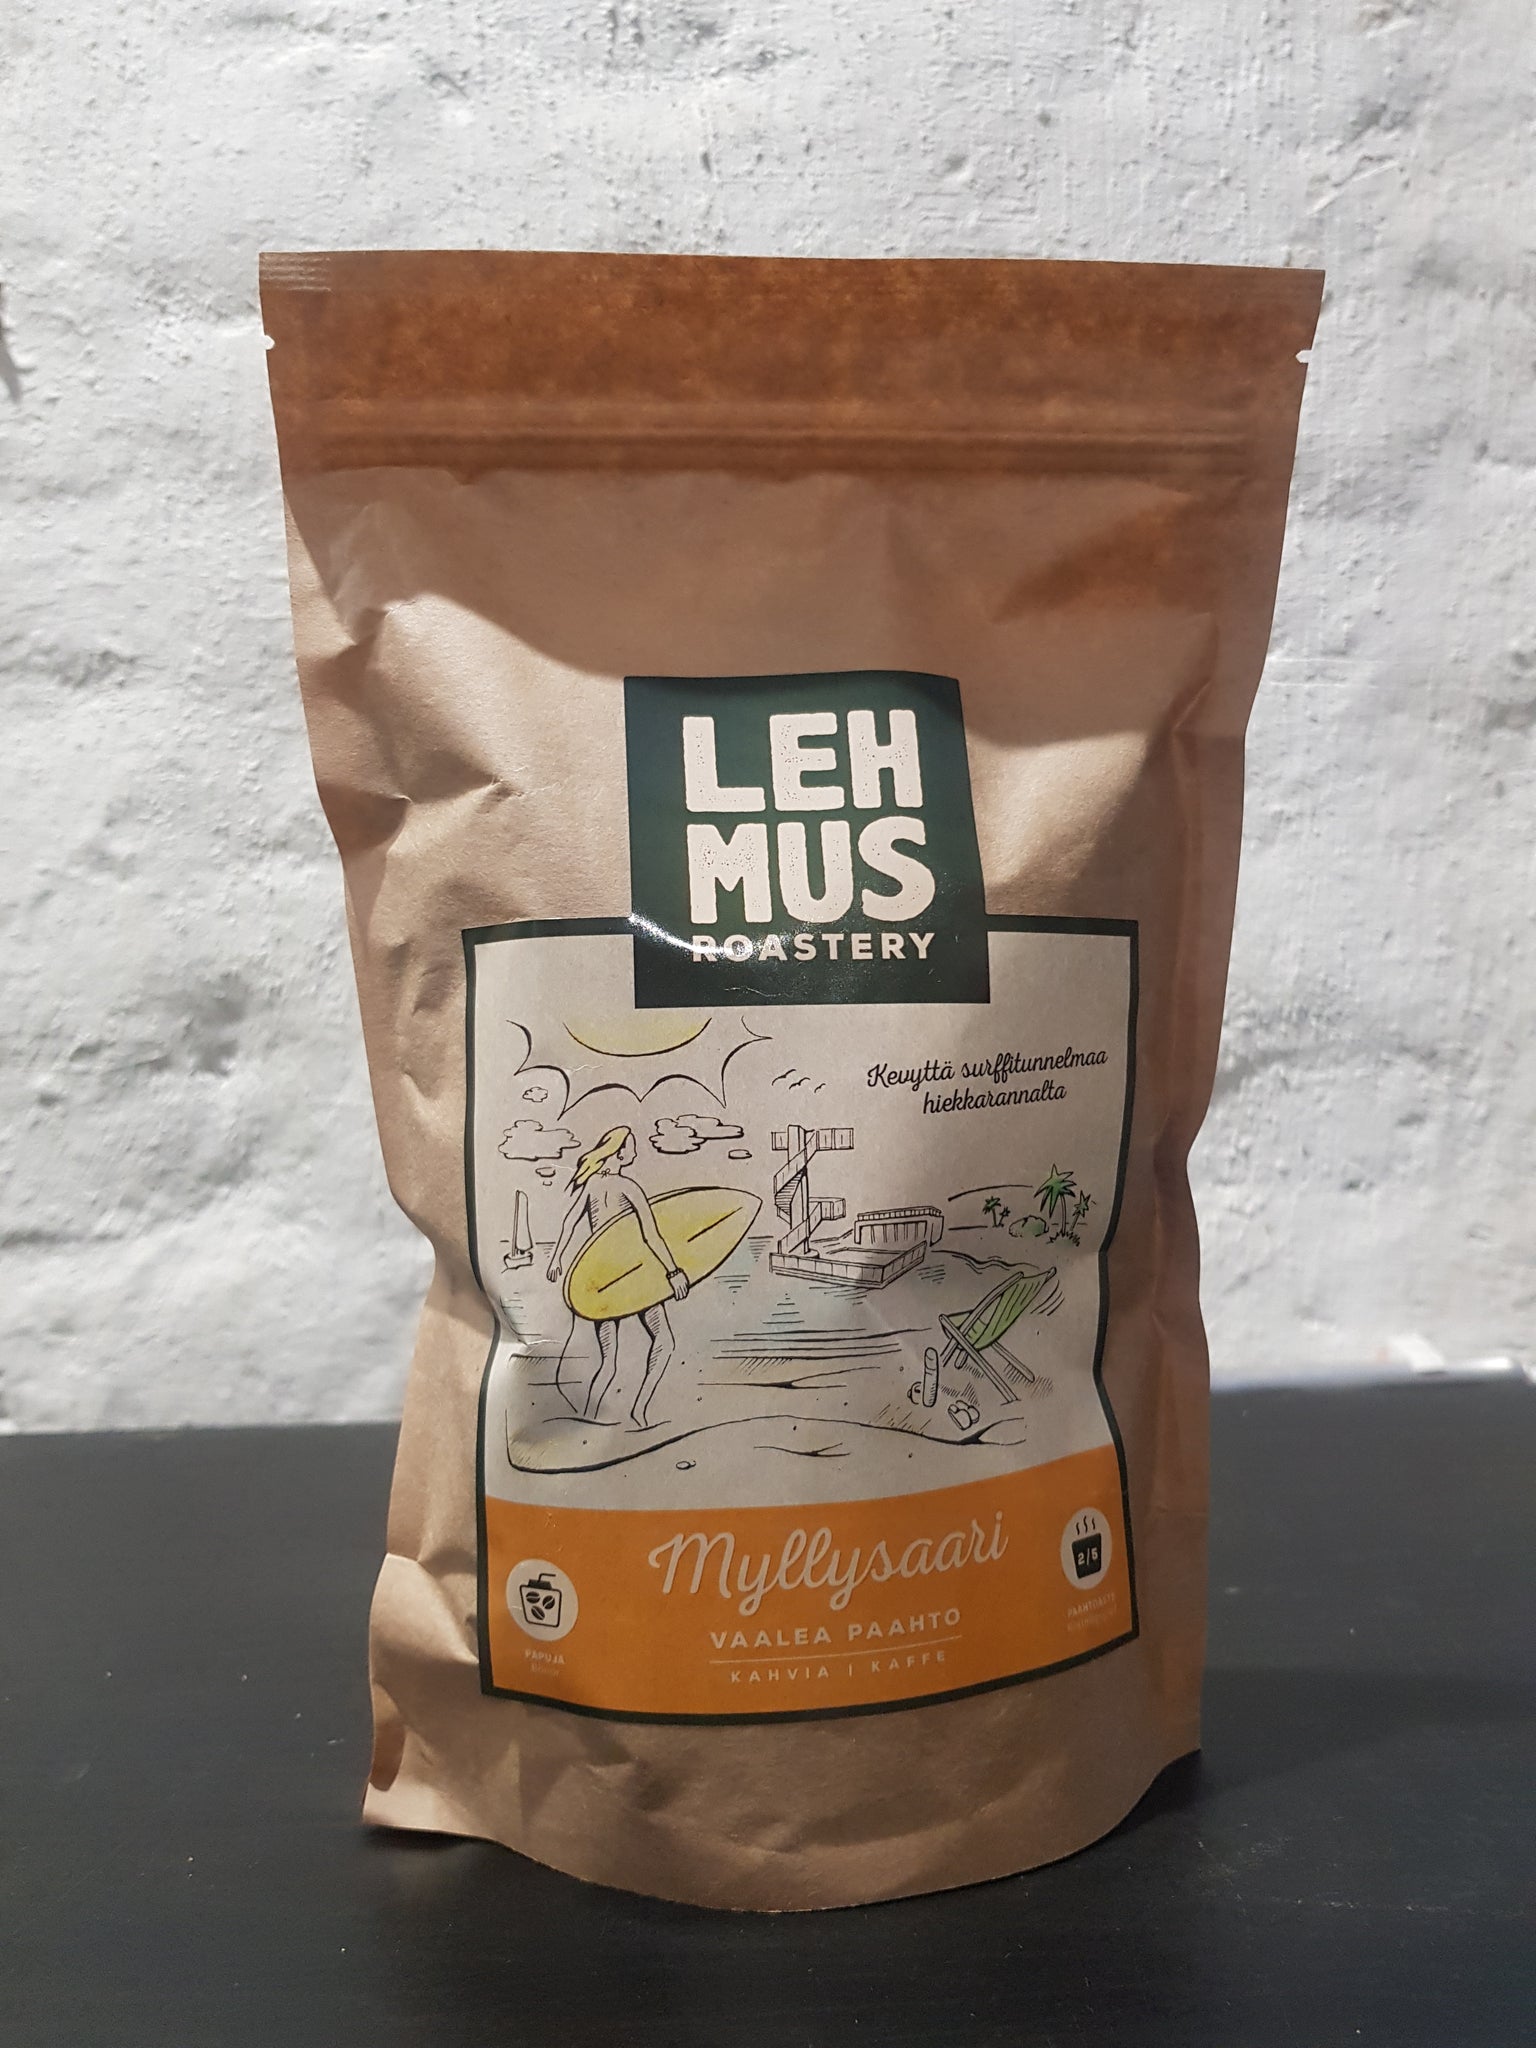 LEH
MUS
ROASTERY
Kevyttä surffitunnelmaa
hiekkarannalta
Myllysaari
2/5
VAALEA PAAHTO
PAAHTOASTE
KAHVIA | KAFFE
PAPUJA